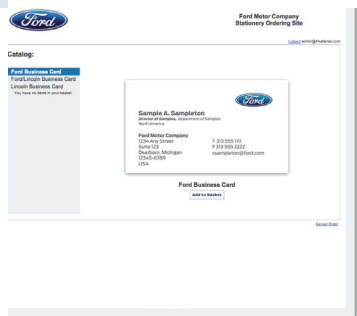 Ford
Ford Motor Company
Stationery Ordering Site
Catalog:
Ford Business Card
Ford/Lincoln Business Card
Lincoln Business Card
You have no items in your basket
Ford
Sample A. Sampleton
Director of Samples, Department of Samples
North America
Ford Motor Company
1234 Any Street
Suite 123
Dearborn, Michigan
12345-6789
USA
T 313 555 1111
F 313 555 2222
ssampleton@ford.com
Ford Business Card
Add to Basket
Cancel Order